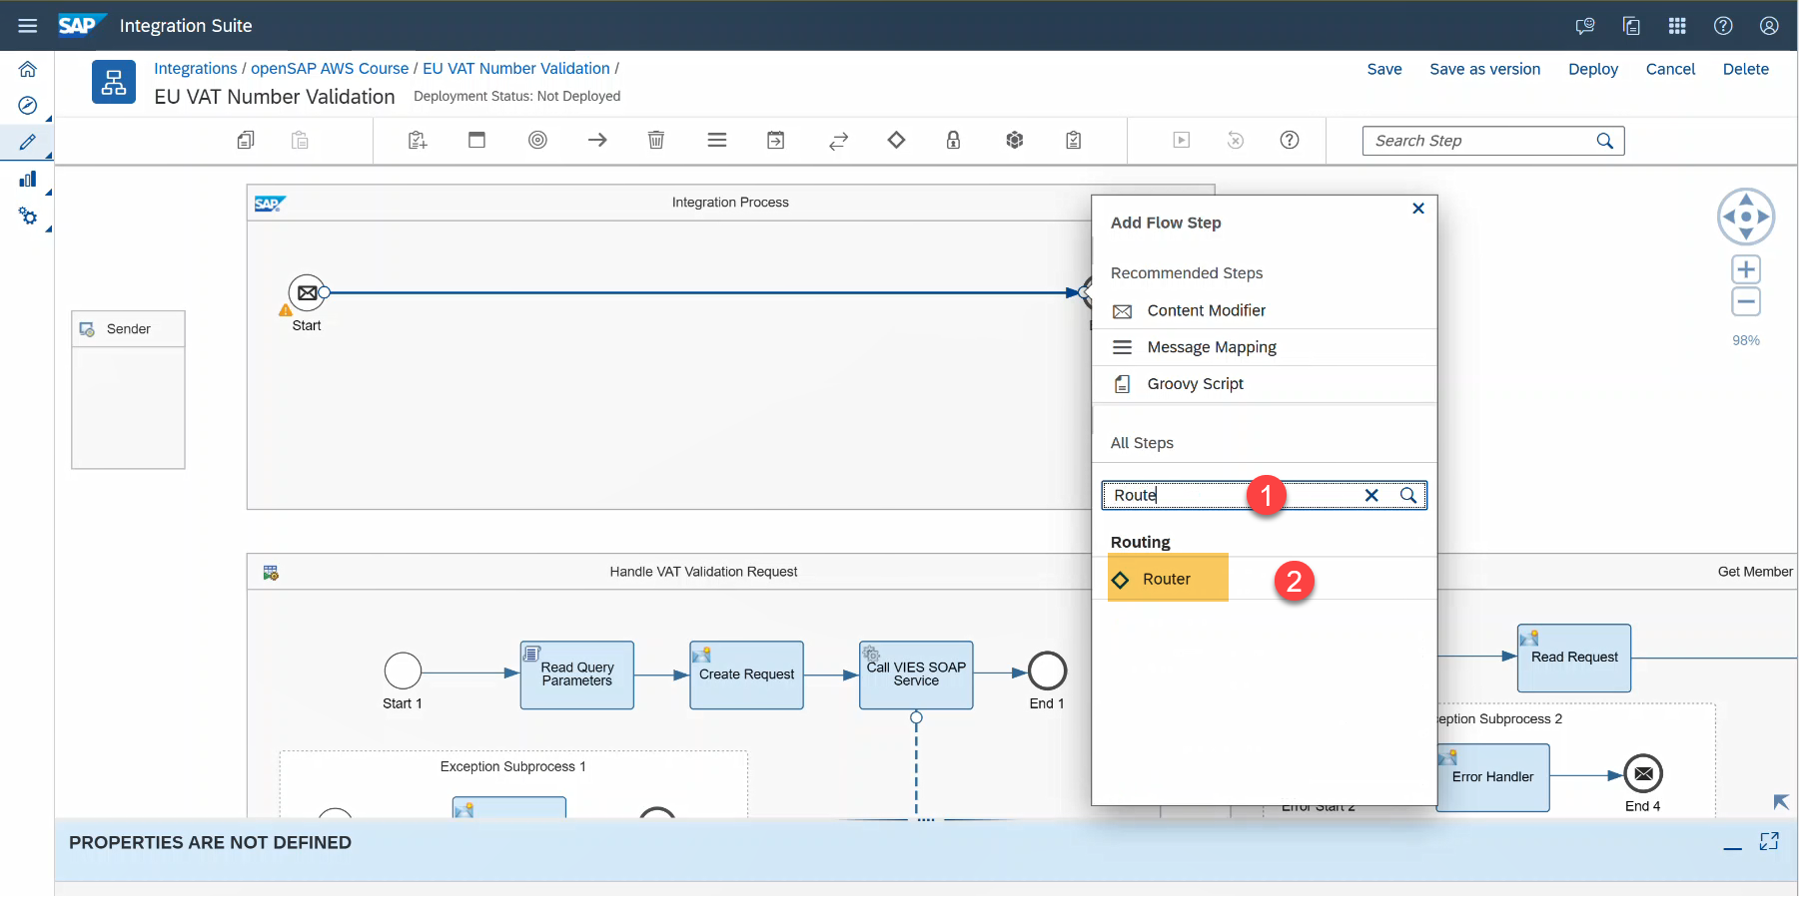 SAP Integration Suite
Integrations / openSAP AWS Course / EU VAT Number Validation /
EU VAT Number Validation Deployment Status: Not Deployed
Save Save as version Deploy Cancel Delete
Search Step
SAP Integration Process
Start
Sender
Add Flow Step
Recommended Steps
Content Modifier
Message Mapping
Groovy Script
All Steps
Route 1
Routing
Router 2
98%
Handle VAT Validation Request
Get Member
Start 1
Read Query
Parameters
Create Request
Call VIES SOAP
Service
End 1
Read Request
Exception Subprocess 1
eption Subprocess 2
Error Handler
Error Start 2
End 4
PROPERTIES ARE NOT DEFINED